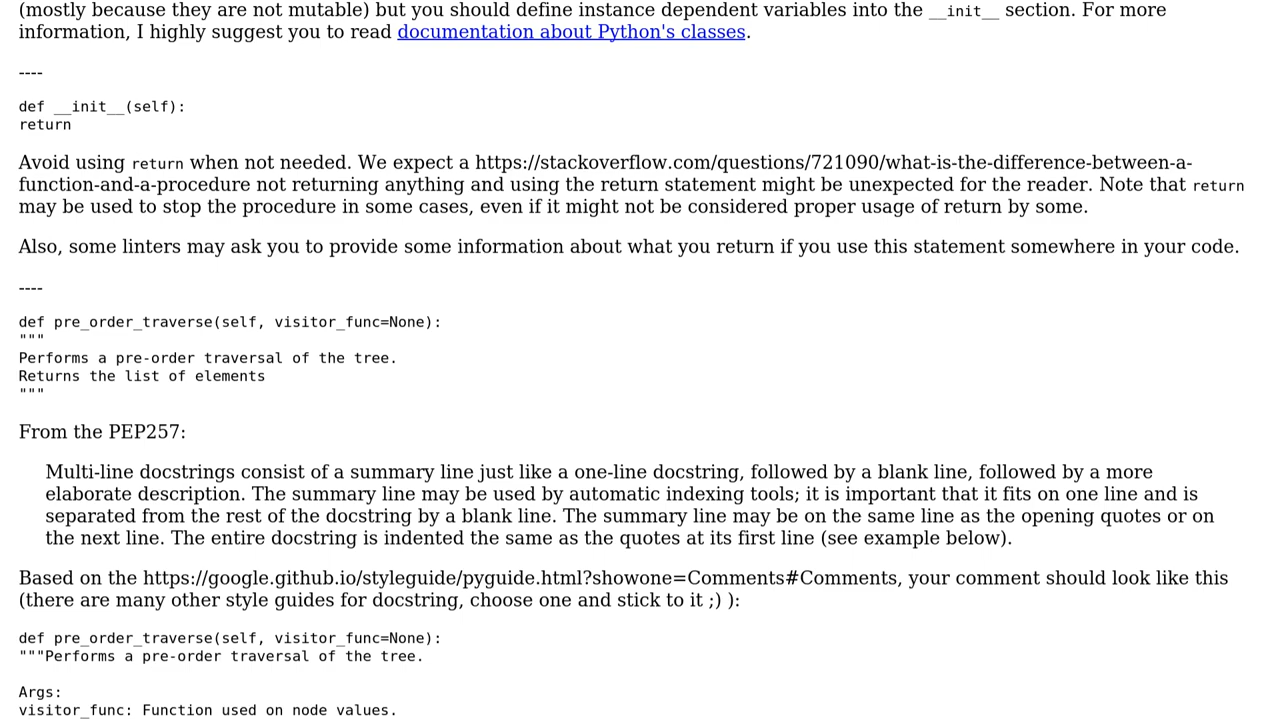 (mostly because they are not mutable) but you should define instance dependent variables into the __init__ section. For more
information, I highly suggest you to read documentation about Python's classes.
----
def __init__(self):
return
Avoid using return when not needed. We expect a https://stackoverflow.com/questions/721090/what-is-the-difference-between-a-
function-and-a-procedure not returning anything and using the return statement might be unexpected for the reader. Note that return
may be used to stop the procedure in some cases, even if it might not be considered proper usage of return by some.
Also, some linters may ask you to provide some information about what you return if you use this statement somewhere in your code.
----
def pre_order_traverse(self, visitor_func=None):
"""
Performs a pre-order traversal of the tree.
Returns the list of elements
"""
From the PEP257:
Multi-line docstrings consist of a summary line just like a one-line docstring, followed by a blank line, followed by a more
elaborate description. The summary line may be used by automatic indexing tools; it is important that it fits on one line and is
separated from the rest of the docstring by a blank line. The summary line may be on the same line as the opening quotes or on
the next line. The entire docstring is indented the same as the quotes at its first line (see example below).
Based on the https://google.github.io/styleguide/pyguide.html?showone=Comments#Comments, your comment should look like this
(there are many other style guides for docstring, choose one and stick to it ;) ):
def pre_order_traverse(self, visitor_func=None):
"""Performs a pre-order traversal of the tree.
Args:
visitor_func: Function used on node values.